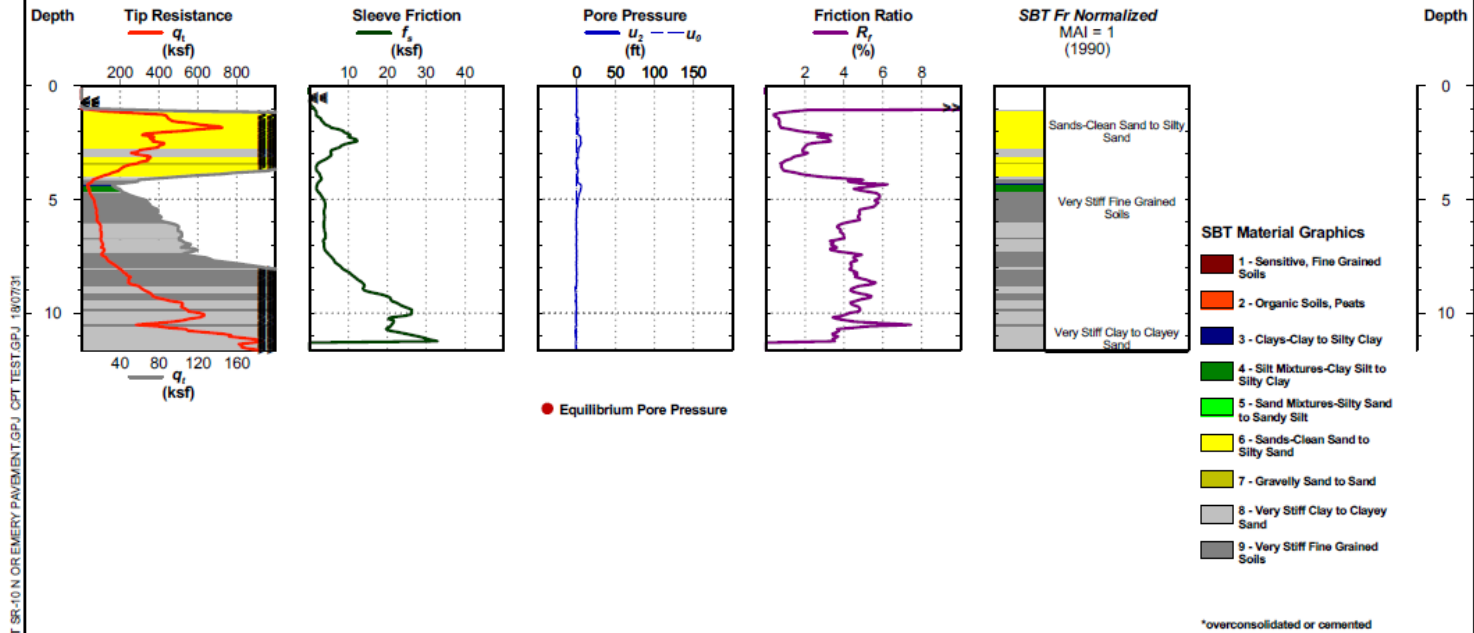 Depth
Tip Resistance
qt
(ksf)
Sleeve Friction
fs
(ksf)
Pore Pressure
u2 u0
(ft)
Friction Ratio
Rf
(%)
SBT Fr Normalized
MAI = 1
(1990)
Depth
200 400 600 800
10 20 30 40
0 50 100 150
2 4 6 8
0
5
10
0
5
10
40 80 120 160
qt
(ksf)
Sands-Clean Sand to Silty
Sand
Very Stiff Fine Grained
Soils
Very Stiff Clay to Clayey
Sand
>>
Equilibrium Pore Pressure
SBT Material Graphics
1 - Sensitive, Fine Grained
Soils
2 - Organic Soils, Peats
3 - Clays-Clay to Silty Clay
4 - Silt Mixtures-Clay Silt to
Silty Clay
5 - Sand Mixtures-Silty Sand
to Sandy Silt
6 - Sands-Clean Sand to
Silty Sand
7 - Gravelly Sand to Sand
8 - Very Stiff Clay to Clayey
Sand
9 - Very Stiff Fine Grained
Soils
*overconsolidated or cemented
T SR-10 N OR EMERY PAVEMENT.GPJ CPT TEST.GPJ 18/07/31